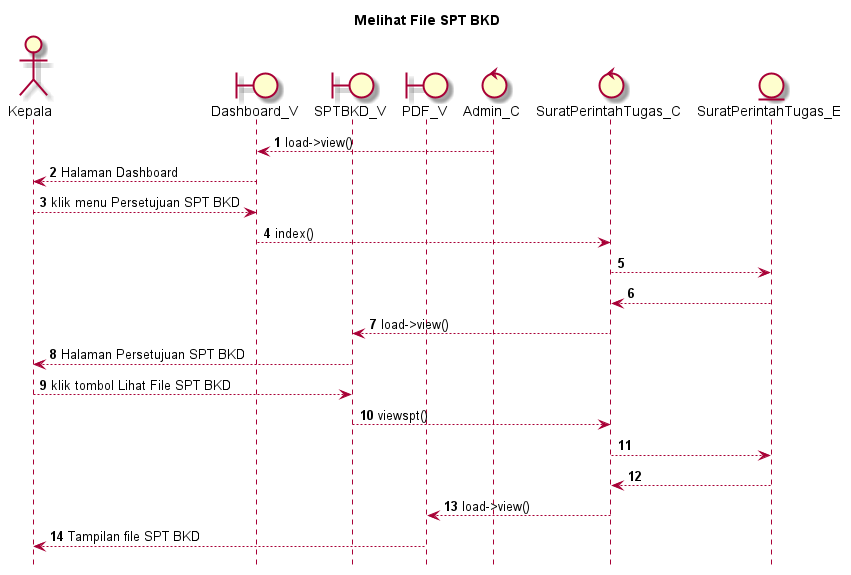 Melihat File SPT BKD
Kepala
Dashboard_V
SPTBKD_V
PDF_V
Admin_C
SuratPerintahTugas_C
SuratPerintahTugas_E
1 load->view()
2 Halaman Dashboard
3 klik menu Persetujuan SPT BKD
4 index()
5
6
7 load->view()
8 Halaman Persetujuan SPT BKD
9 klik tombol Lihat File SPT BKD
10 viewspt()
11
12
13 load->view()
14 Tampilan file SPT BKD